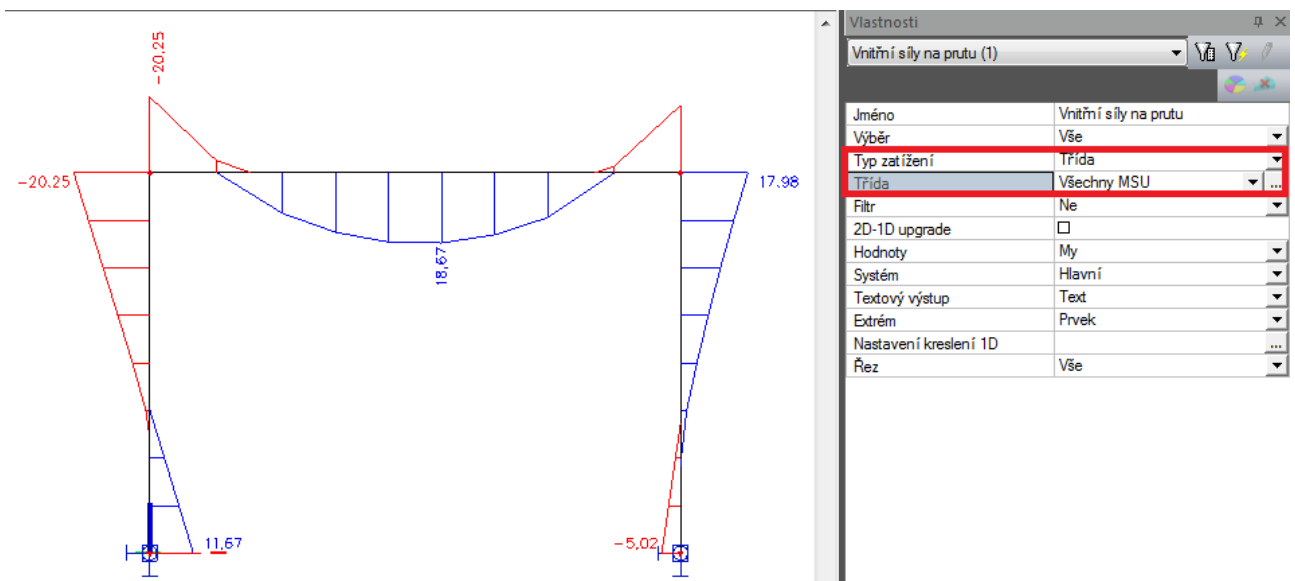 -20,25
-20.25
17.98
18,67
11,67
-5,02
Vlastnosti
Vnitřní síly na prutu (1)
Jméno Vnitřní síly na prutu
Výběr Vše
Typ zatížení Třída
Třída Všechny MSU ...
Filtr Ne
2D-1D upgrade
Hodnoty My
Systém Hlavní
Textový výstup Text
Extrém Prvek
Nastavení kreslení 1D ...
Řez Vše